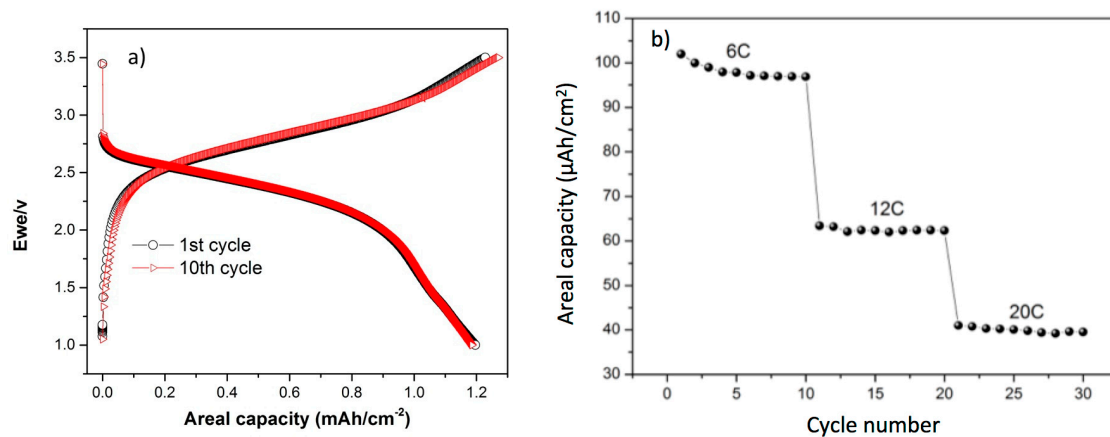 a)
3.5
3.0
2.5
2.0
1.5
1.0
Ewe/v
1st cycle
10th cycle
0.0 0.2 0.4 0.6 0.8 1.0 1.2
Areal capacity (mAh/cm⁻²)
b)
110
100
90
80
70
60
50
40
30
Areal capacity (µAh/cm²)
6C
12C
20C
0 5 10 15 20 25 30
Cycle number